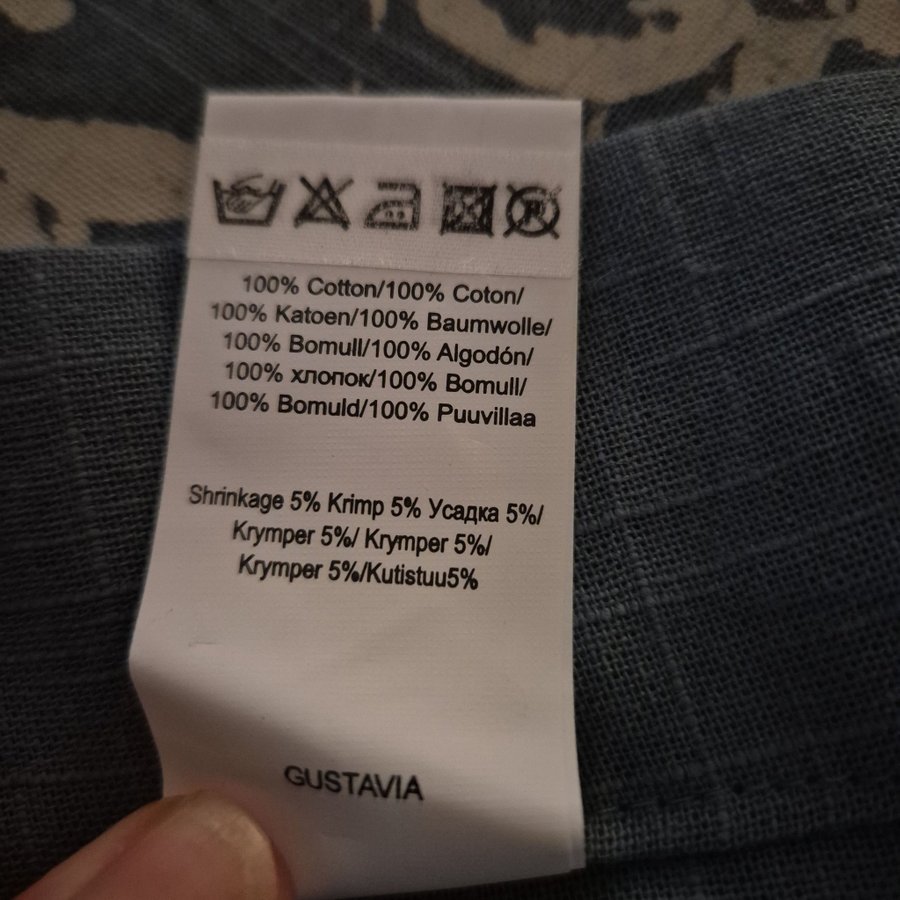 100% Cotton/100% Coton/
100% Katoen/100% Baumwolle/
100% Bomull/100% Algodón/
100% хлопок/100% Bomull/
100% Bomuld/100% Puuvillaa
Shrinkage 5% Krimp 5% Усадка 5%/
Krymper 5%/ Krymper 5%/
Krymper 5%/Kutistuu5%
GUSTAVIA